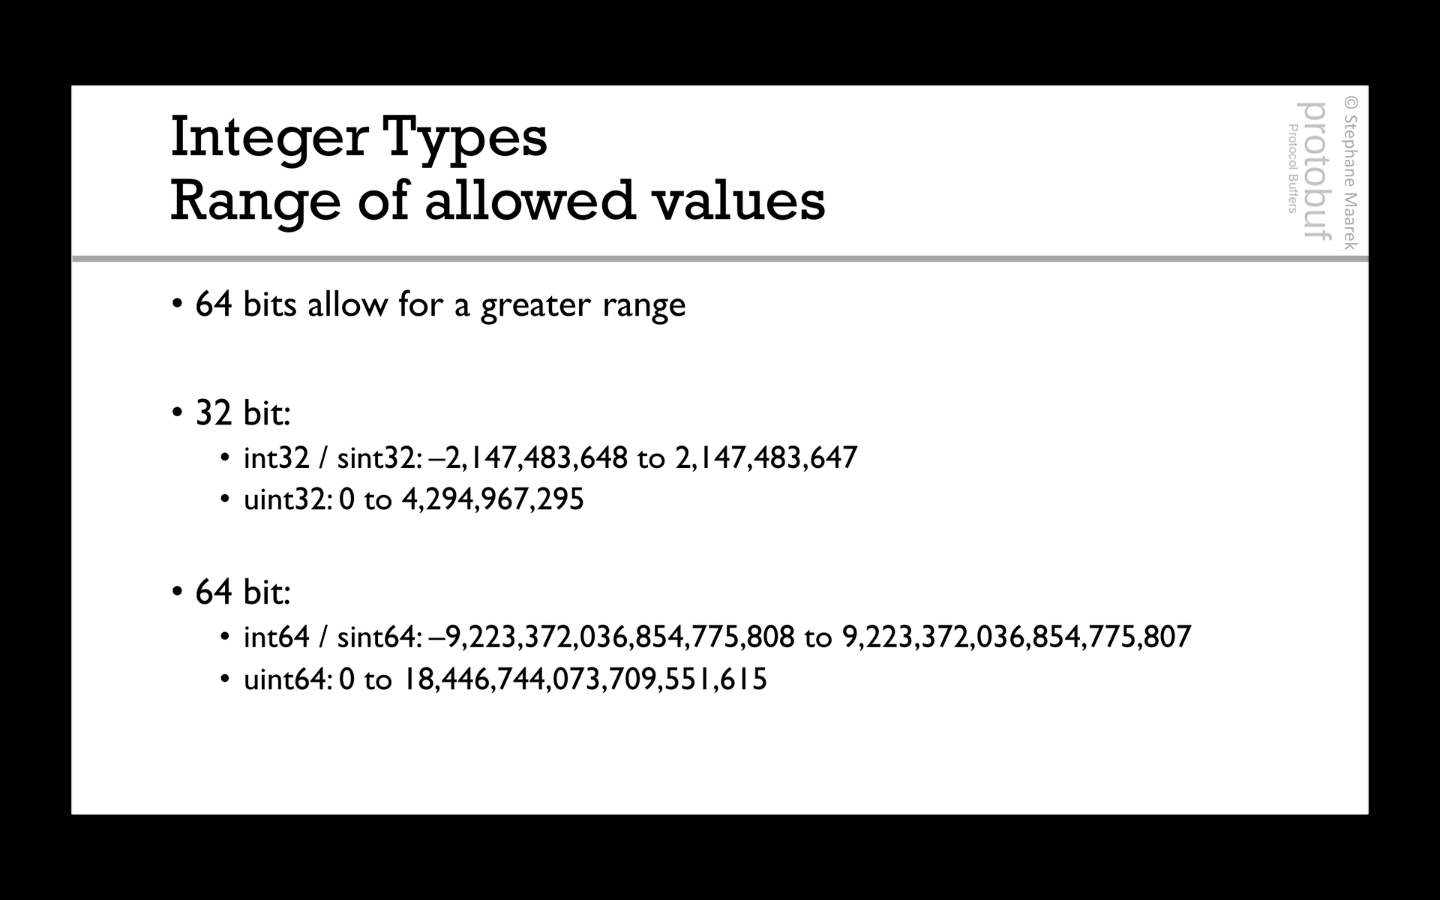 Integer Types
Range of allowed values
© Stephane Maarek
protobuf
Protocol Buffers
• 64 bits allow for a greater range
• 32 bit:
• int32 / sint32: –2,147,483,648 to 2,147,483,647
• uint32: 0 to 4,294,967,295
• 64 bit:
• int64 / sint64: –9,223,372,036,854,775,808 to 9,223,372,036,854,775,807
• uint64: 0 to 18,446,744,073,709,551,615